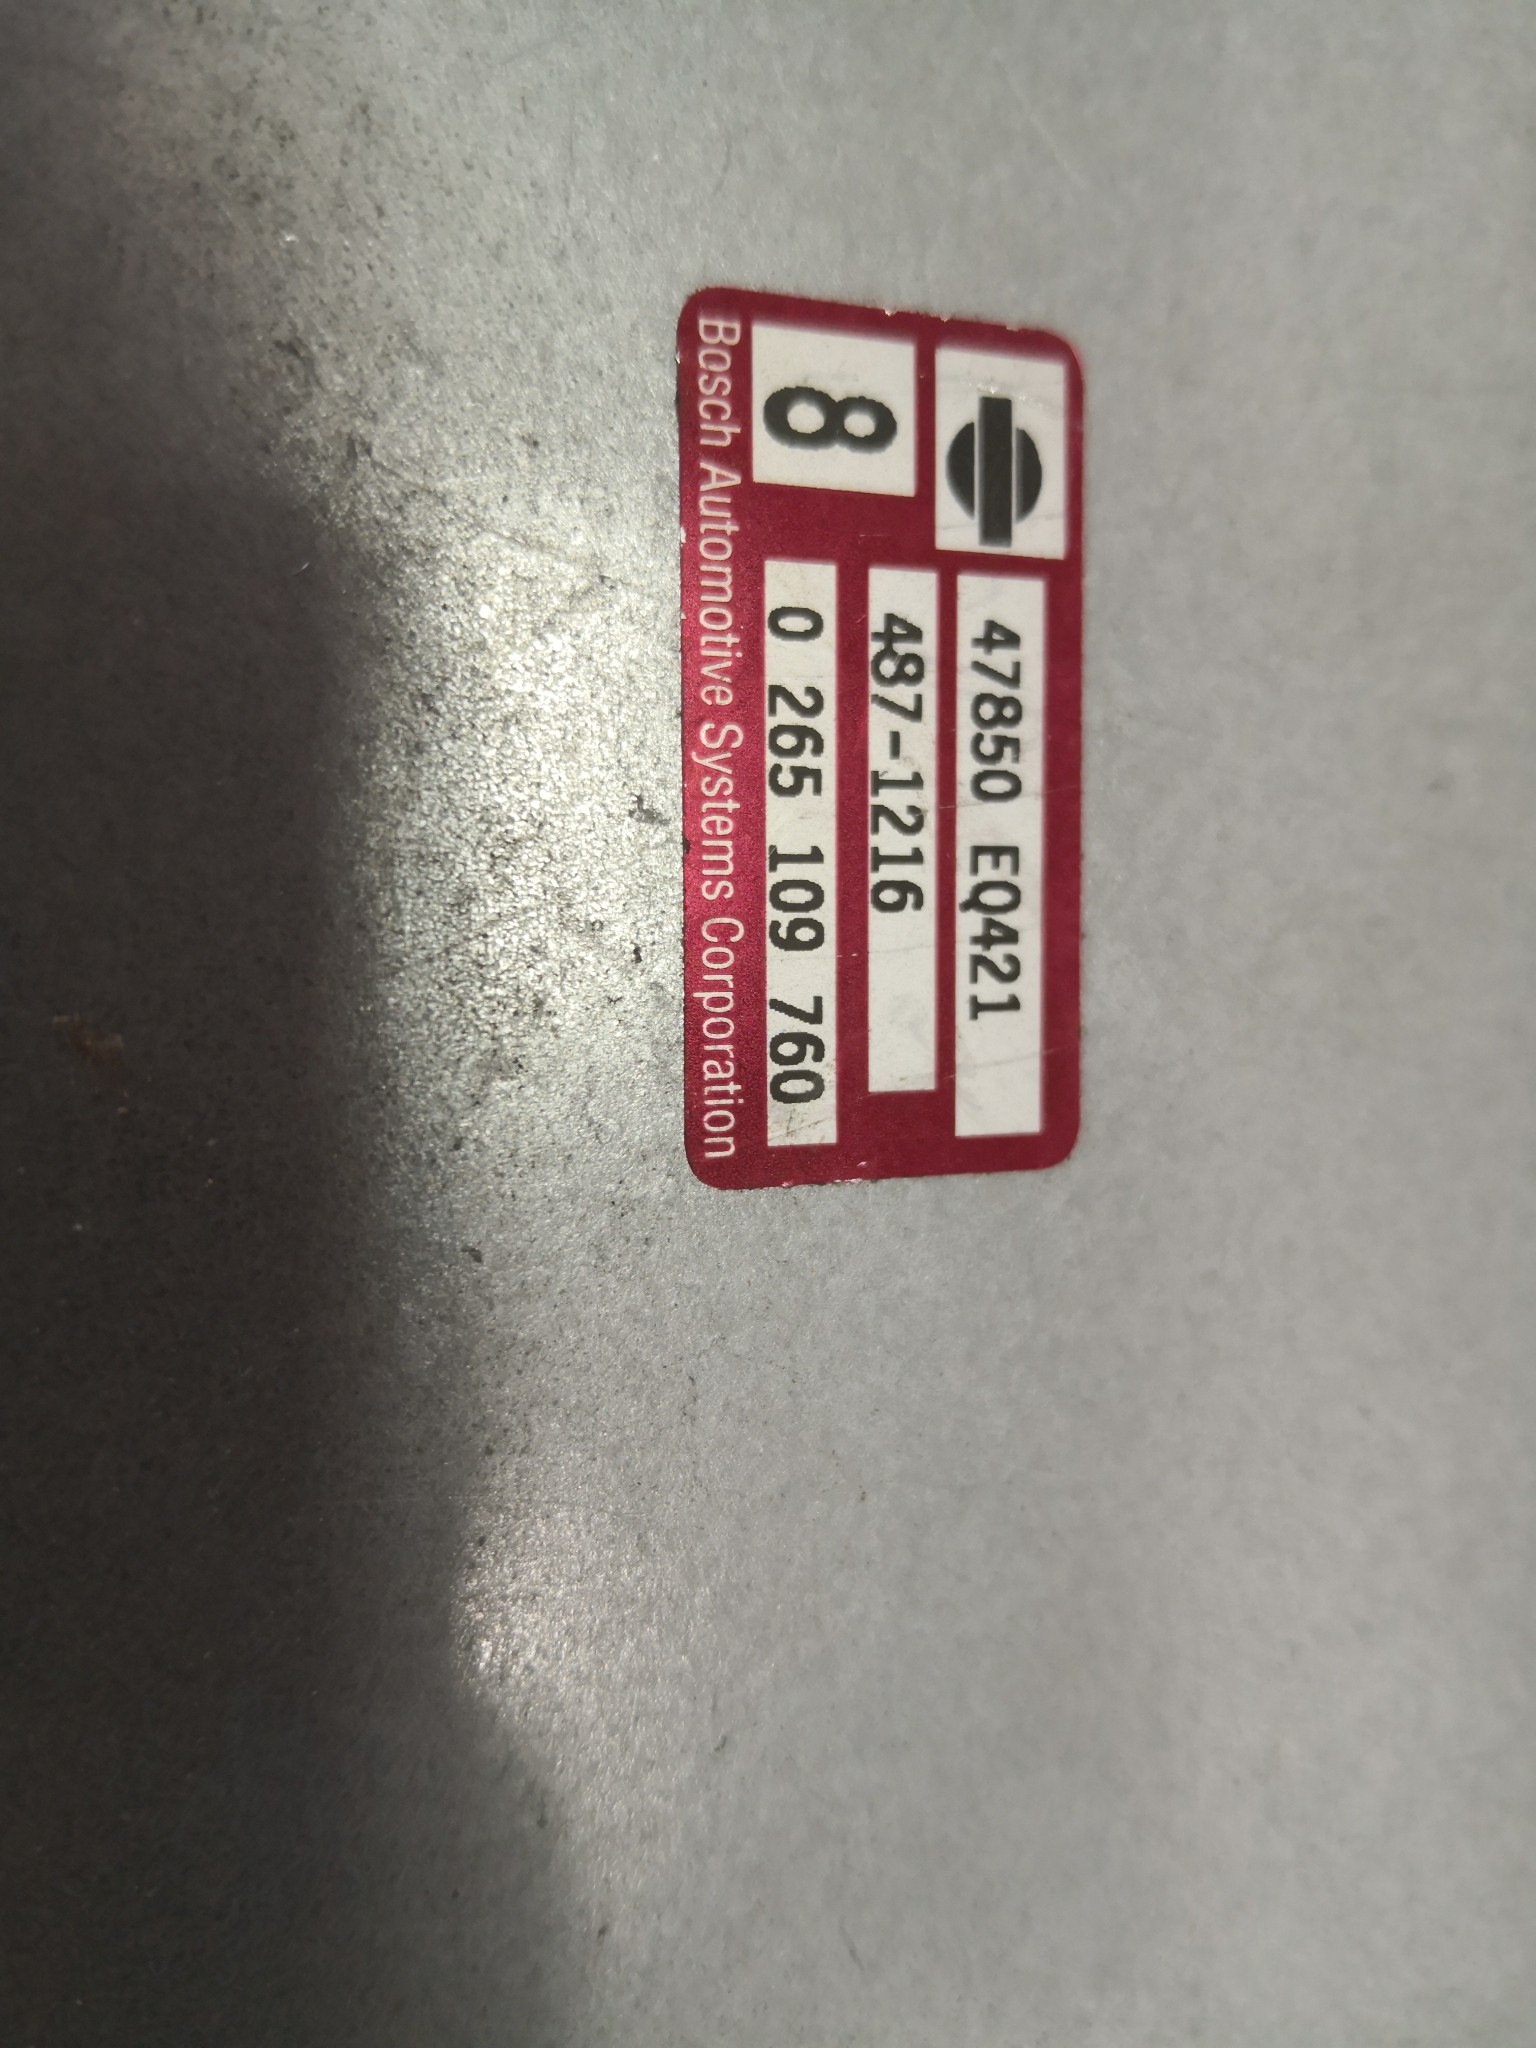 47850 EQ421
8
487-1216
0 265 109 760
Bosch Automotive Systems Corporation